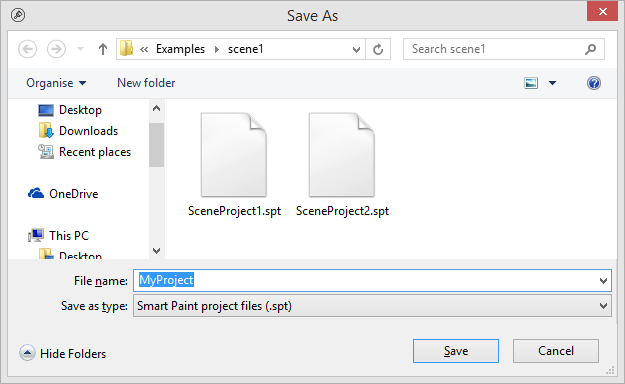 Save As
« Examples scene1
Search scene1
Organise New folder
Desktop
Downloads
Recent places
OneDrive
This PC
Desktop
SceneProject1.spt SceneProject2.spt
File name: MyProject
Save as type: Smart Paint project files (.spt)
Hide Folders Save Cancel